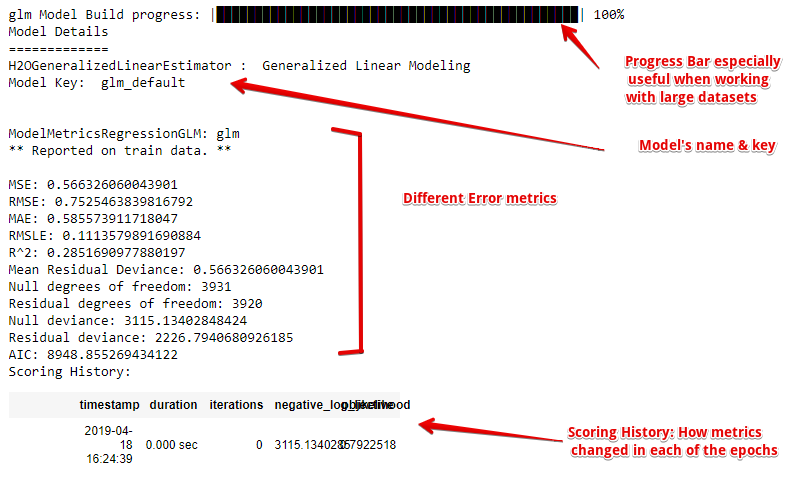 glm Model Build progress: | | 100%
Model Details
=============
H2OGeneralizedLinearEstimator :  Generalized Linear Modeling
Model Key:  glm_default
Progress Bar especially
useful when working
with large datasets
Model's name & key
ModelMetricsRegressionGLM: glm
** Reported on train data. **
Different Error metrics
MSE: 0.566326060043901
RMSE: 0.7525463839816792
MAE: 0.585573911718047
RMSLE: 0.1113579891690884
R^2: 0.2851690977880197
Mean Residual Deviance: 0.566326060043901
Null degrees of freedom: 3931
Residual degrees of freedom: 3920
Null deviance: 3115.13402848424
Residual deviance: 2226.7940680926185
AIC: 8948.855269434122
Scoring History:
timestamp duration iterations negative_log_likelihood objective
2019-04-
18
16:24:39
0.000 sec 0
Scoring History: How metrics
changed in each of the epochs